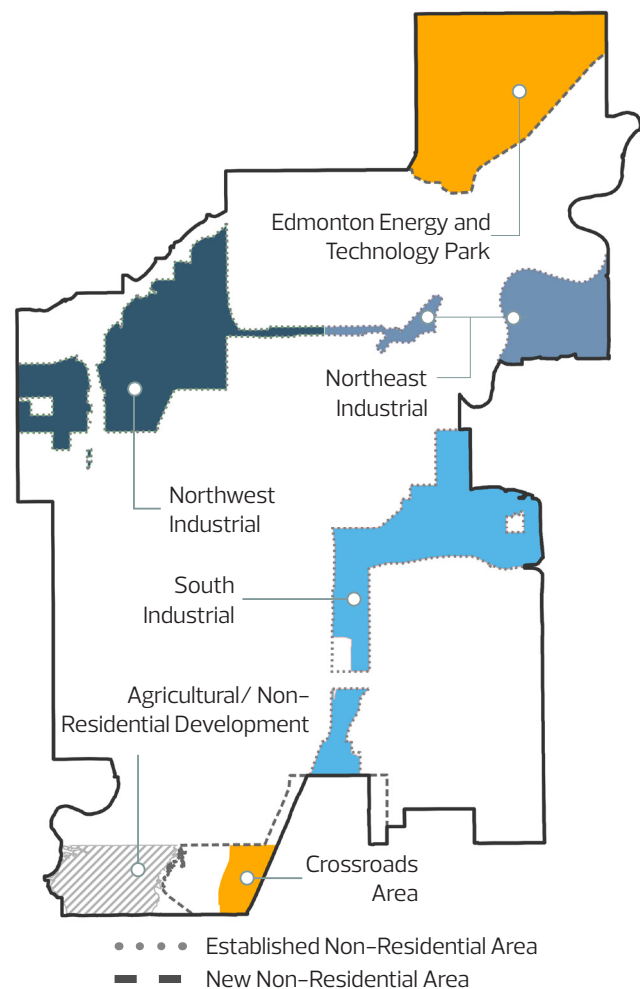 Edmonton Energy and
Technology Park
Northeast
Industrial
Northwest
Industrial
South
Industrial
Agricultural/ Non-
Residential Development
Crossroads
Area
Established Non-Residential Area
New Non-Residential Area